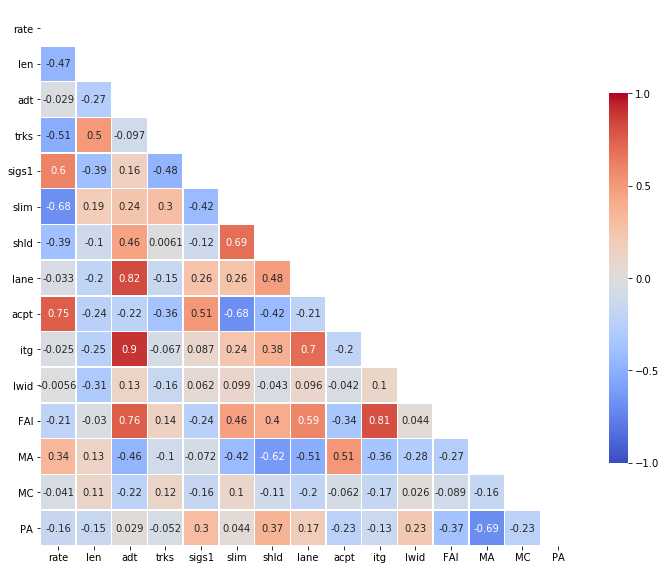 rate
len -0.47
adt -0.029 -0.27
trks -0.51 0.5 -0.097
sigs1 0.6 -0.39 0.16 -0.48
slim -0.68 0.19 0.24 0.3 -0.42
shld -0.39 -0.1 0.46 0.0061 -0.12 0.69
lane -0.033 -0.2 0.82 -0.15 0.26 0.26 0.48
acpt 0.75 -0.24 -0.22 -0.36 0.51 -0.68 -0.42 -0.21
itg -0.025 -0.25 0.9 -0.067 0.087 0.24 0.38 0.7 -0.2
lwid -0.0056 -0.31 0.13 -0.16 0.062 0.099 -0.043 0.096 -0.042 0.1
FAI -0.21 -0.03 0.76 0.14 -0.24 0.46 0.4 0.59 -0.34 0.81 0.044
MA 0.34 0.13 -0.46 -0.1 -0.072 -0.42 -0.62 -0.51 0.51 -0.36 -0.28 -0.27
MC -0.041 0.11 -0.22 0.12 -0.16 0.1 -0.11 -0.2 -0.062 -0.17 0.026 -0.089 -0.16
PA -0.16 -0.15 0.029 -0.052 0.3 0.044 0.37 0.17 -0.23 -0.13 0.23 -0.37 -0.69 -0.23
rate len adt trks sigs1 slim shld lane acpt itg lwid FAI MA MC PA
1.0
0.5
0.0
−0.5
−1.0